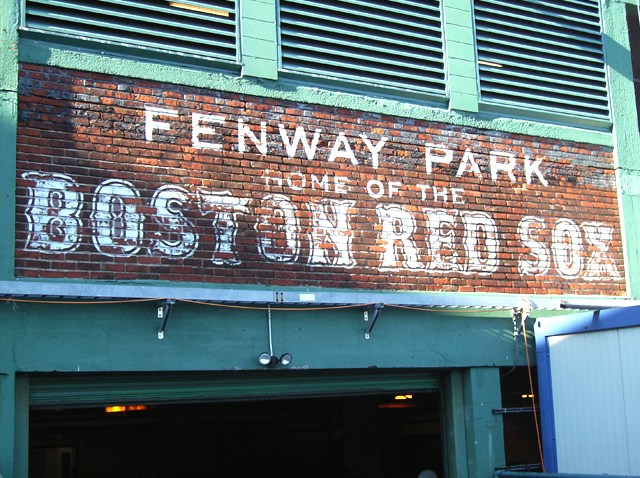 FENWAY PARK
HOME OF THE
BOSTON RED SOX